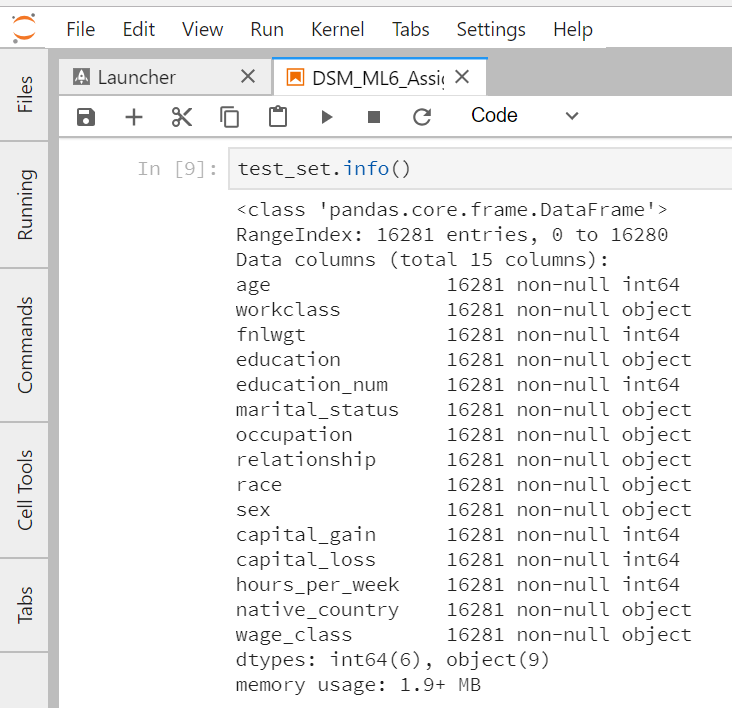 File Edit View Run Kernel Tabs Settings Help
Files
Running
Commands
Cell Tools
Tabs
Launcher
DSM_ML6_Assi
Code
In [9]: test_set.info()
<class 'pandas.core.frame.DataFrame'>
RangeIndex: 16281 entries, 0 to 16280
Data columns (total 15 columns):
age 16281 non-null int64
workclass 16281 non-null object
fnlwgt 16281 non-null int64
education 16281 non-null object
education_num 16281 non-null int64
marital_status 16281 non-null object
occupation 16281 non-null object
relationship 16281 non-null object
race 16281 non-null object
sex 16281 non-null object
capital_gain 16281 non-null int64
capital_loss 16281 non-null int64
hours_per_week 16281 non-null int64
native_country 16281 non-null object
wage_class 16281 non-null object
dtypes: int64(6), object(9)
memory usage: 1.9+ MB